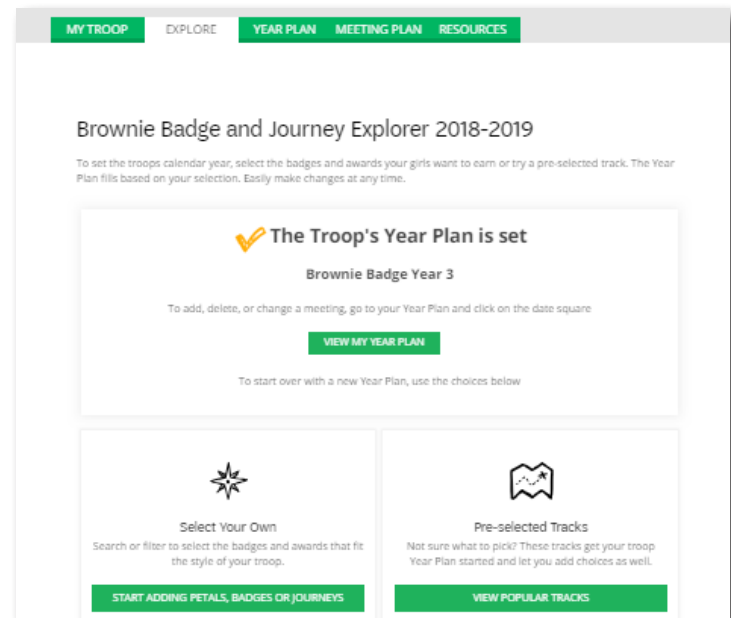 MY TROOP EXPLORE YEAR PLAN MEETING PLAN RESOURCES
Brownie Badge and Journey Explorer 2018-2019
To set the troops calendar year, select the badges and awards your girls want to earn or try a pre-selected track. The Year
Plan fills based on your selection. Easily make changes at any time.
The Troop's Year Plan is set
Brownie Badge Year 3
To add, delete, or change a meeting, go to your Year Plan and click on the date square
VIEW MY YEAR PLAN
To start over with a new Year Plan, use the choices below
Select Your Own
Search or filter to select the badges and awards that fit
the style of your troop.
START ADDING PETALS, BADGES OR JOURNEYS
Pre-selected Tracks
Not sure what to pick? These tracks get your troop
Year Plan started and let you add choices as well.
VIEW POPULAR TRACKS